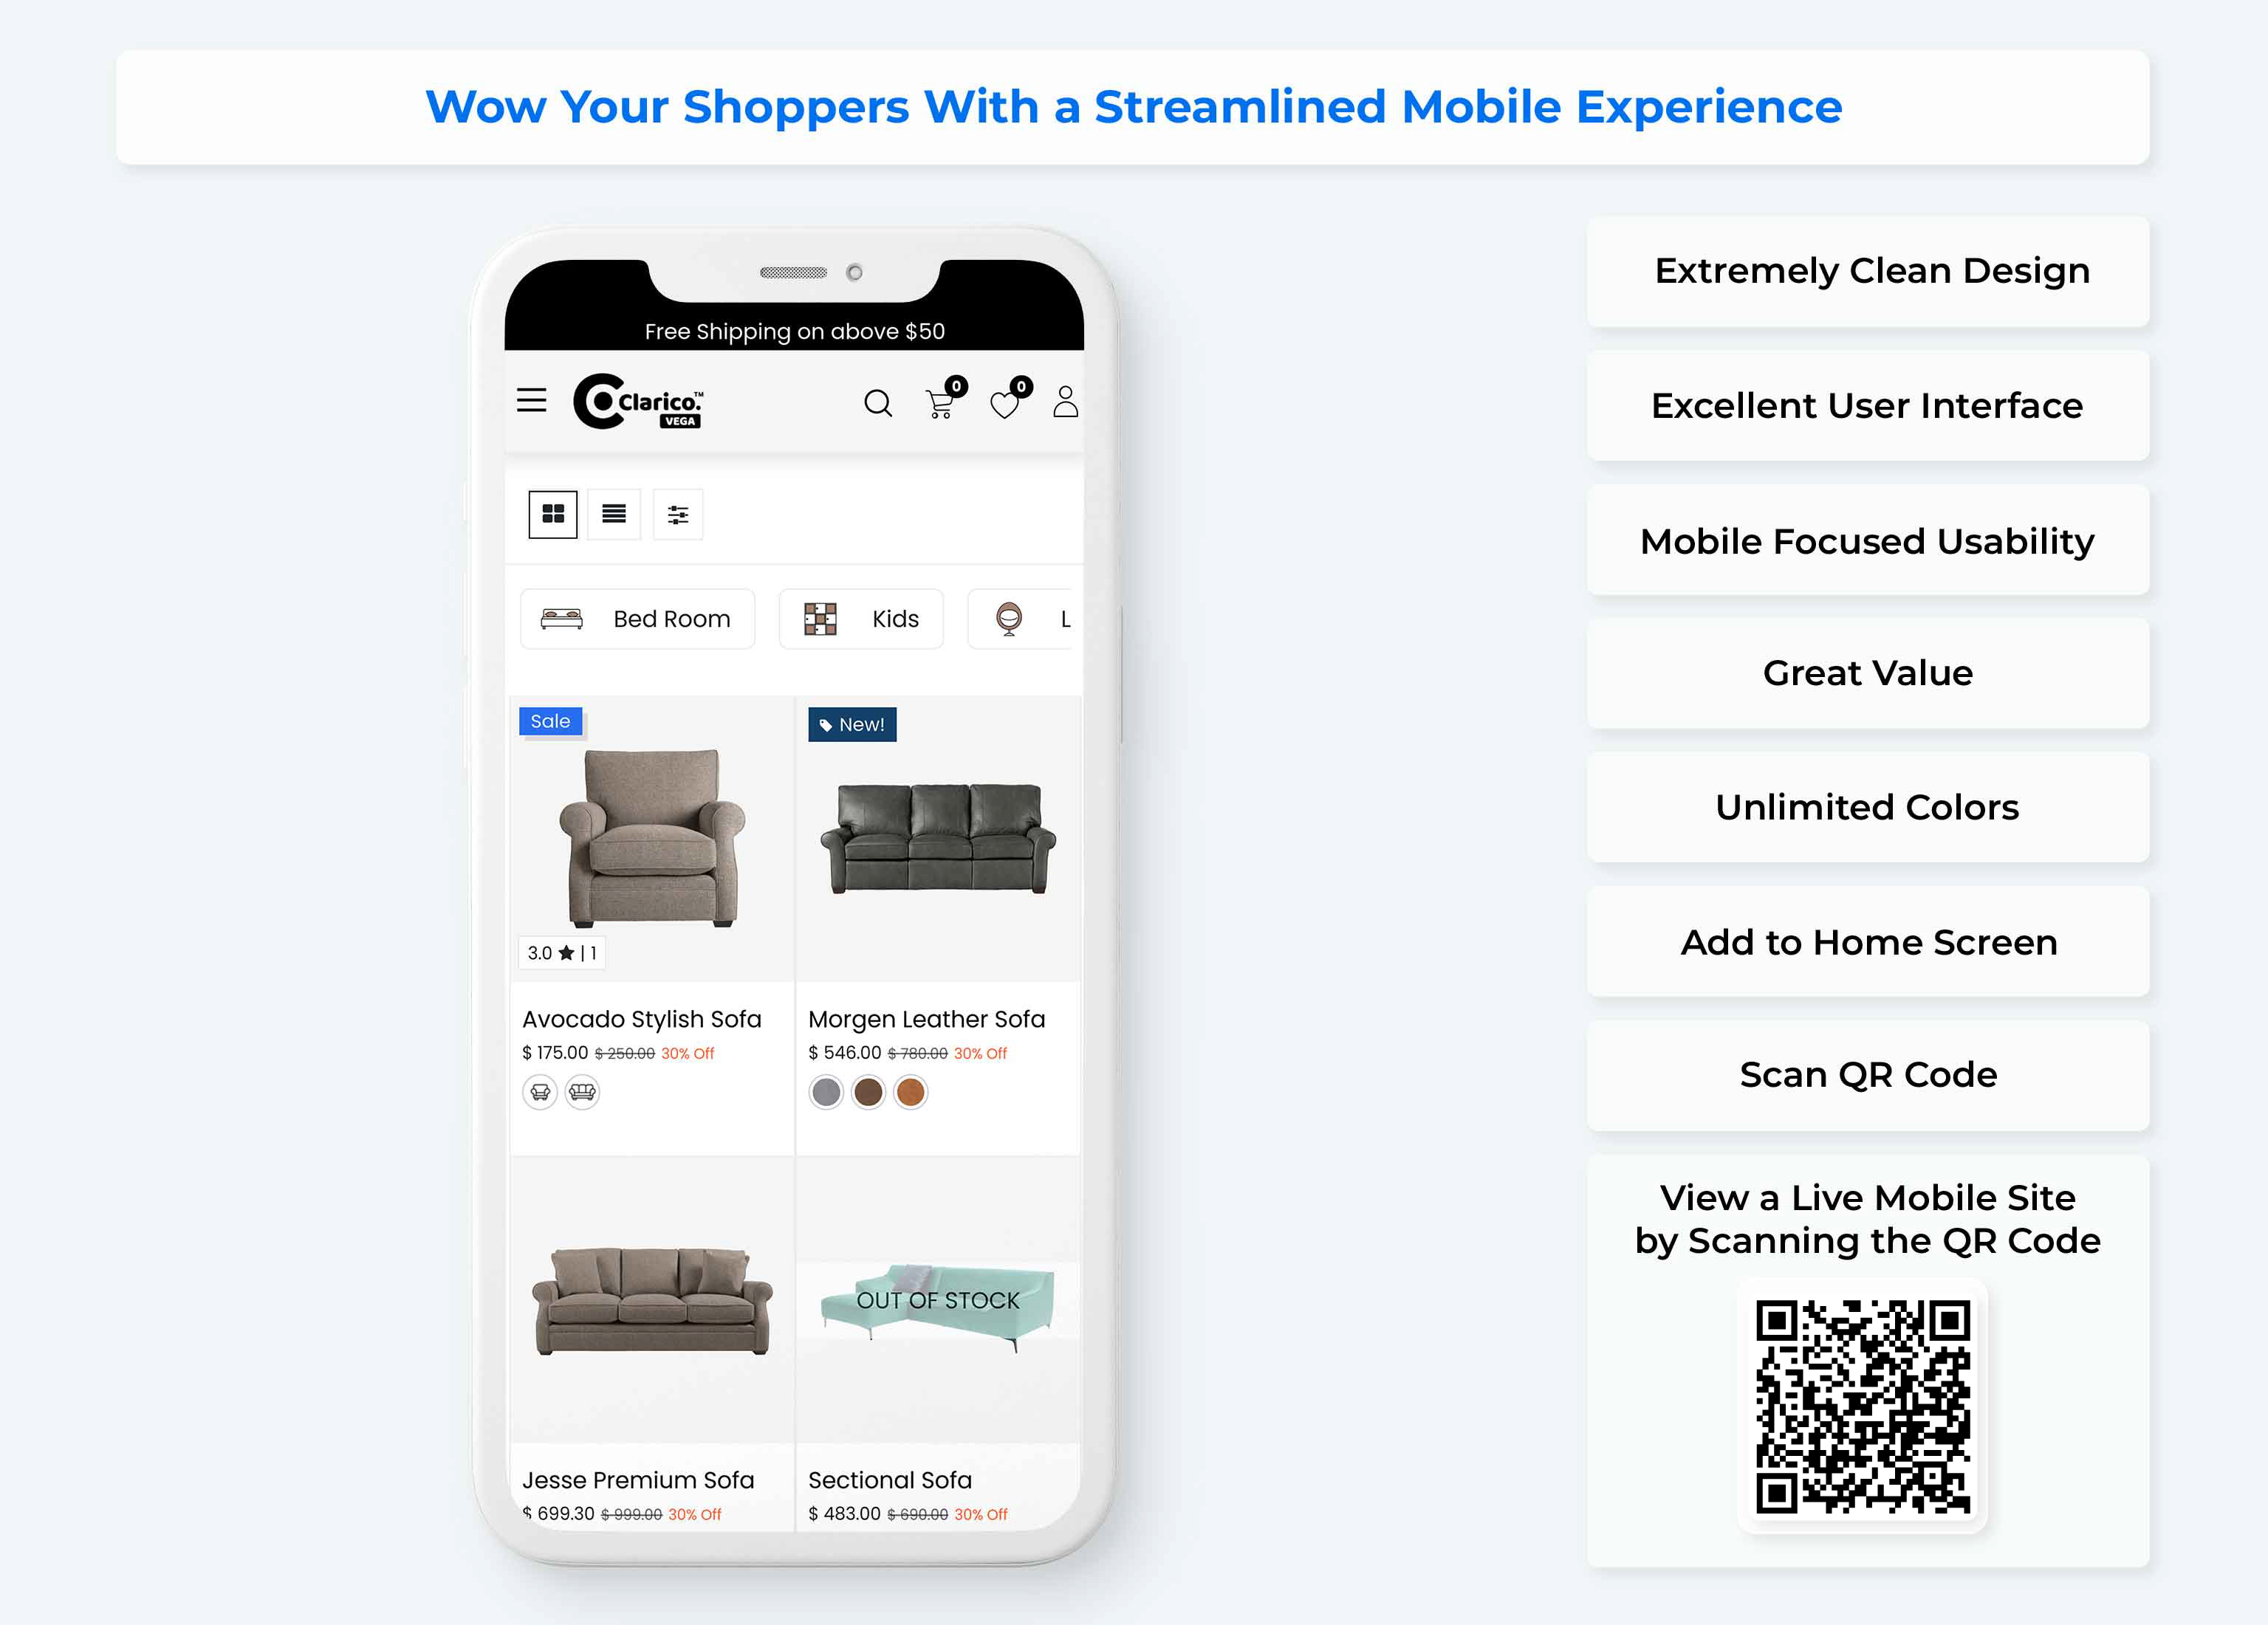 Wow Your Shoppers With a Streamlined Mobile Experience
Free Shipping on above $50
Clarico.™
VEGA
0
0
Bed Room
Kids
L
Sale
New!
3.0 ★ | 1
Avocado Stylish Sofa
$ 175.00 $ 250.00 30% Off
Morgen Leather Sofa
$ 546.00 $ 780.00 30% Off
OUT OF STOCK
Jesse Premium Sofa
$ 699.30 $ 999.00 30% Off
Sectional Sofa
$ 483.00 $ 690.00 30% Off
Extremely Clean Design
Excellent User Interface
Mobile Focused Usability
Great Value
Unlimited Colors
Add to Home Screen
Scan QR Code
View a Live Mobile Site
by Scanning the QR Code